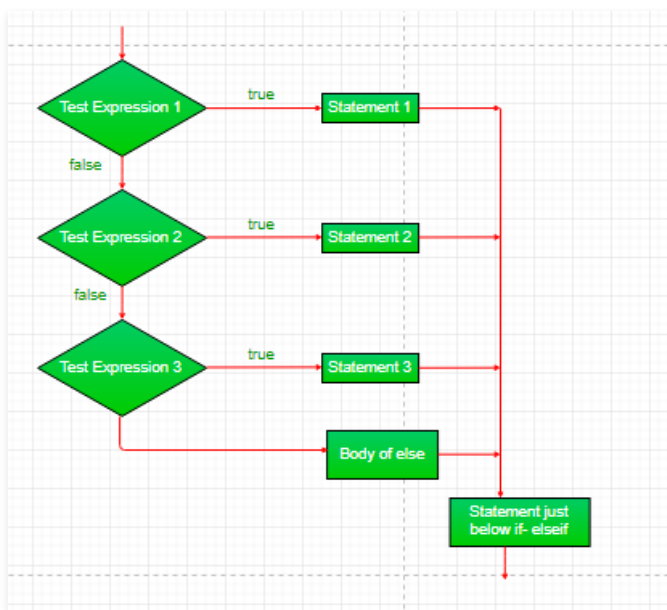 true
Test Expression 1
Statement 1
false
true
Test Expression 2
Statement 2
false
true
Test Expression 3
Statement 3
Body of else
Statement just
below if- elseif